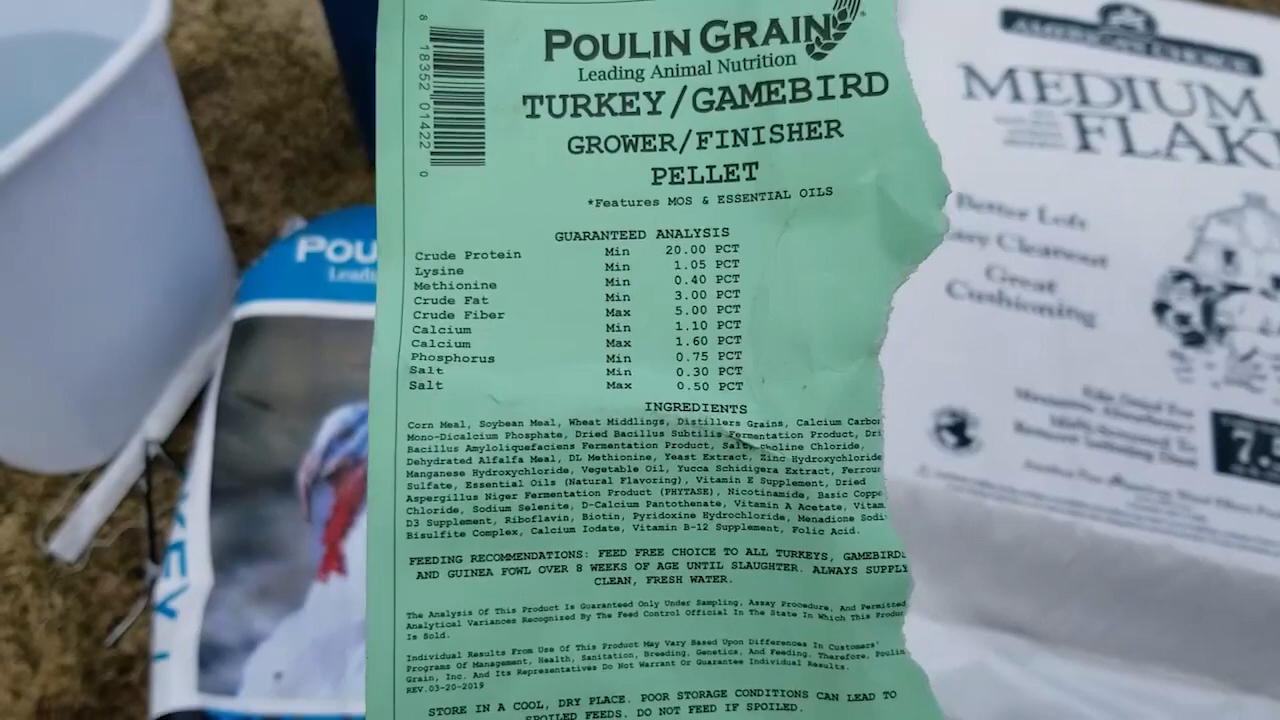 POULIN GRAIN®
Leading Animal Nutrition
TURKEY/GAMEBIRD
GROWER/FINISHER
PELLET
*Features MOS & ESSENTIAL OILS
8 18352 01422 0
GUARANTEED ANALYSIS
Crude Protein Min 20.00 PCT
Lysine Min 1.05 PCT
Methionine Min 0.40 PCT
Crude Fat Min 3.00 PCT
Crude Fiber Max 5.00 PCT
Calcium Min 1.10 PCT
Calcium Max 1.60 PCT
Phosphorus Min 0.75 PCT
Salt Min 0.30 PCT
Salt Max 0.50 PCT
INGREDIENTS
Corn Meal, Soybean Meal, Wheat Middlings, Distillers Grains, Calcium Carbon
Mono-Dicalcium Phosphate, Dried Bacillus Subtilis Fermentation Product, Dri
Bacillus Amyloliquefaciens Fermentation Product, Salt, Choline Chloride,
Dehydrated Alfalfa Meal, DL Methionine, Yeast Extract, Zinc Hydroxychloride
Manganese Hydroxychloride, Vegetable Oil, Yucca Schidigera Extract, Ferrous
Sulfate, Essential Oils (Natural Flavoring), Vitamin E Supplement, Dried
Aspergillus Niger Fermentation Product (PHYTASE), Nicotinamide, Basic Coppe
Chloride, Sodium Selenite, D-Calcium Pantothenate, Vitamin A Acetate, Vitam
D3 Supplement, Riboflavin, Biotin, Pyridoxine Hydrochloride, Menadione Sodi
Bisulfite Complex, Calcium Iodate, Vitamin B-12 Supplement, Folic Acid.
FEEDING RECOMMENDATIONS: FEED FREE CHOICE TO ALL TURKEYS, GAMEBIRDS
AND GUINEA FOWL OVER 8 WEEKS OF AGE UNTIL SLAUGHTER. ALWAYS SUPPLY
CLEAN, FRESH WATER.
The Analysis Of This Product Is Guaranteed Only Under Sampling, Assay Procedure, And Permitted
Analytical Variances Recognized By The Feed Control Official In The State In Which This Produc
Is Sold.
Individual Results From Use Of This Product May Vary Based Upon Differences In Customers'
Programs Of Management, Health, Sanitation, Breeding, Genetics, And Feeding. Therefore, Poulin
Grain, Inc. And Its Representatives Do Not Warrant Or Guarantee Individual Results.
REV.03-20-2019
STORE IN A COOL, DRY PLACE. POOR STORAGE CONDITIONS CAN LEAD TO
SPOILED FEEDS. DO NOT FEED IF SPOILED.
POU
Leadi
KEY
MEDIUM
FLAK
Better Loft
Easy Cleanout
Great
Cushioning
7.5